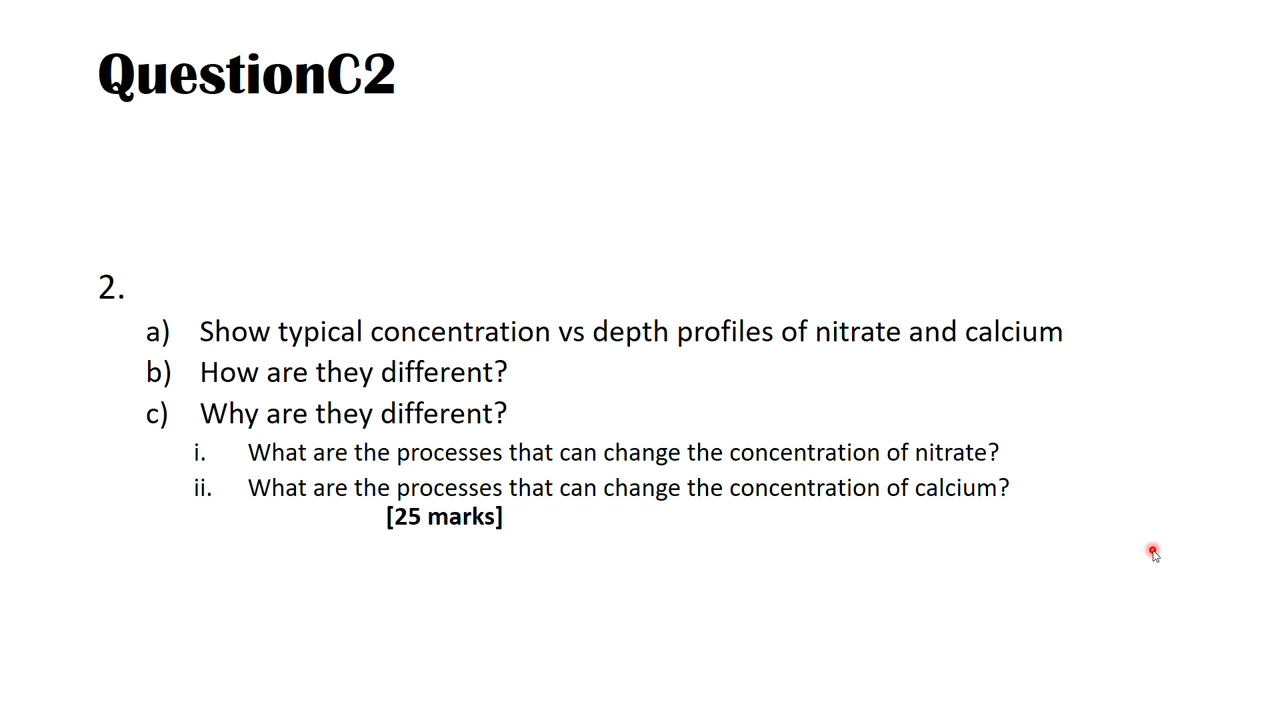 QuestionC2
2.
a) Show typical concentration vs depth profiles of nitrate and calcium
b) How are they different?
c) Why are they different?
i. What are the processes that can change the concentration of nitrate?
ii. What are the processes that can change the concentration of calcium?
[25 marks]